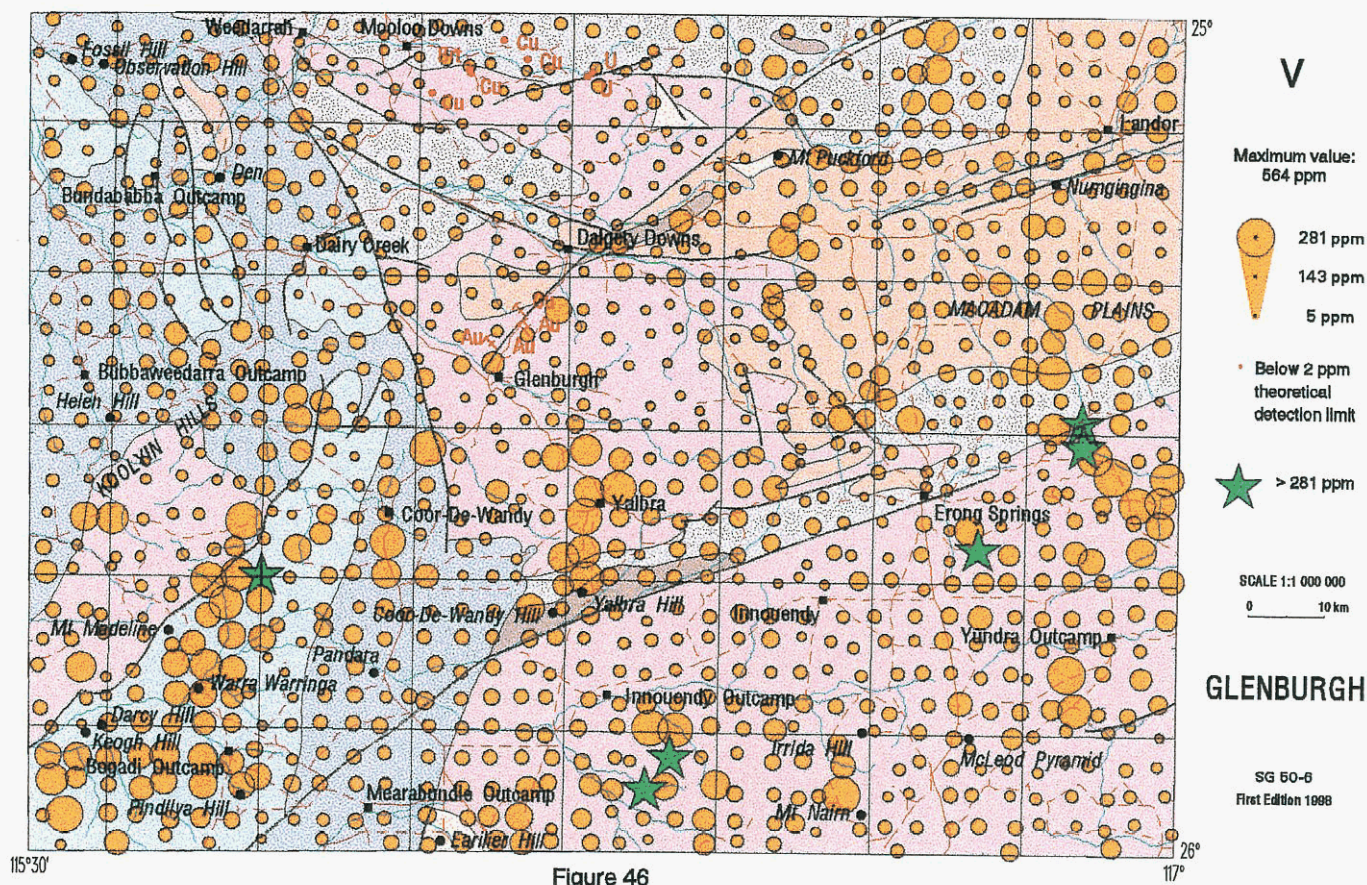 25°
Weedarrah
Mooloo Downs
Fossil Hill
Observation Hill
Cu
Cu
U
Cu
U
Cu
Landor
Mt Puckford
Den
Bundababba Outcamp
Numgingina
Dairy Creek
Dalgety Downs
MACADAM PLAINS
Cu
Au
Au
Au
Glenburgh
Bubbaweedarra Outcamp
Helen Hill
KOOLYIN HILLS
Coor-De-Wandy
Yalbra
Erong Springs
Coor-De-Wandy Hill
Yalbra Hill
Innouendy
Mt Madeline
Yundra Outcamp
Pandara
Warra Warringa
Innouendy Outcamp
Darcy Hill
Keogh Hill
Irrida Hill
McLeod Pyramid
Bogadi Outcamp
Pindilya Hill
Mearabundie Outcamp
Mt Nairn
Earilier Hill
115°30'
26°
117°
Figure 46
V
Maximum value:
564 ppm
281 ppm
143 ppm
5 ppm
Below 2 ppm
theoretical
detection limit
> 281 ppm
SCALE 1:1 000 000
0 10 km
GLENBURGH
SG 50-6
First Edition 1998